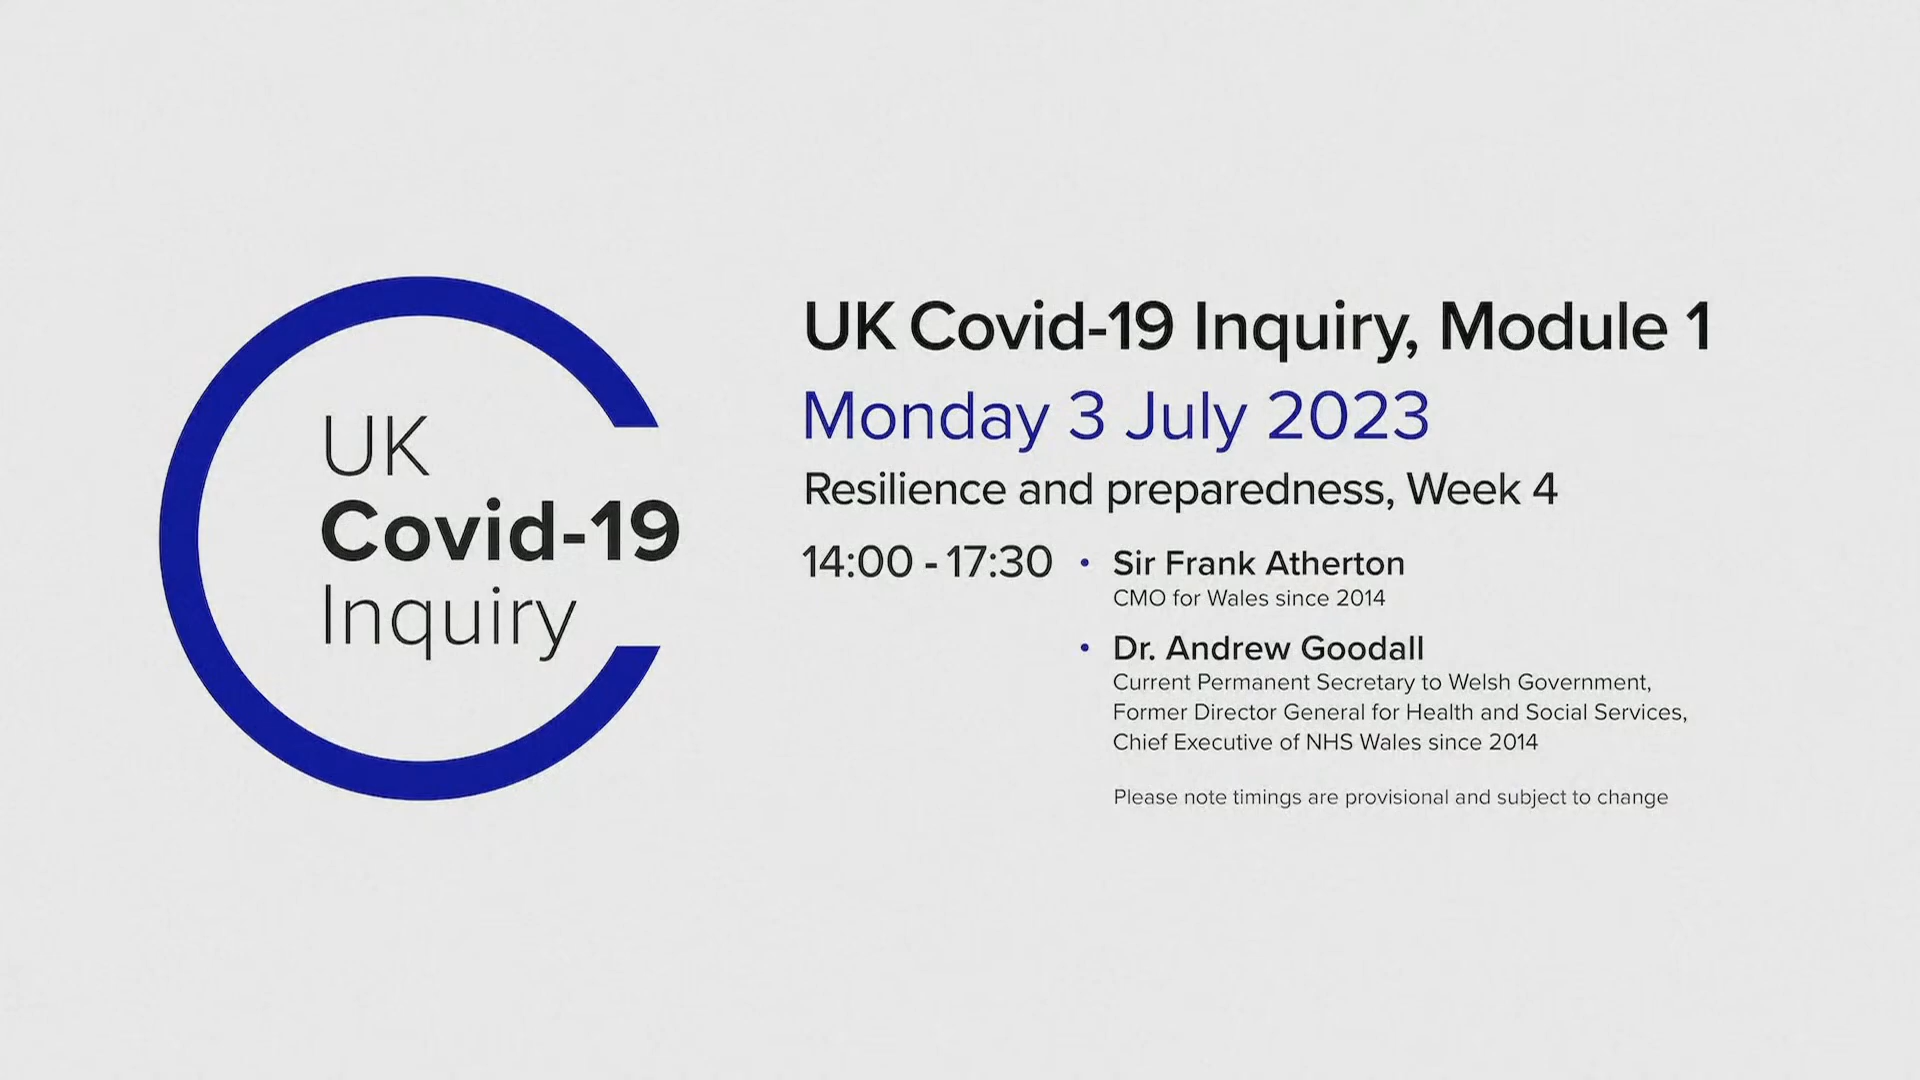 UK
Covid-19
Inquiry
UK Covid-19 Inquiry, Module 1
Monday 3 July 2023
Resilience and preparedness, Week 4
14:00 - 17:30 • Sir Frank Atherton
CMO for Wales since 2014
• Dr. Andrew Goodall
Current Permanent Secretary to Welsh Government,
Former Director General for Health and Social Services,
Chief Executive of NHS Wales since 2014
Please note timings are provisional and subject to change